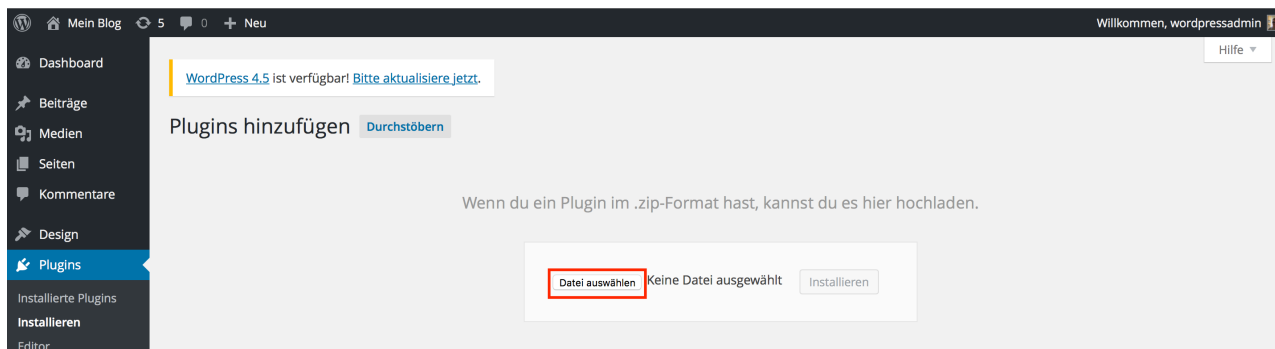 Mein Blog 5 0 + Neu Willkommen, wordpressadmin
Hilfe
Dashboard
WordPress 4.5 ist verfügbar! Bitte aktualisiere jetzt.
Beiträge
Plugins hinzufügen Durchstöbern
Medien
Seiten
Kommentare
Wenn du ein Plugin im .zip-Format hast, kannst du es hier hochladen.
Design
Plugins
Datei auswählen Keine Datei ausgewählt Installieren
Installierte Plugins
Installieren
Editor